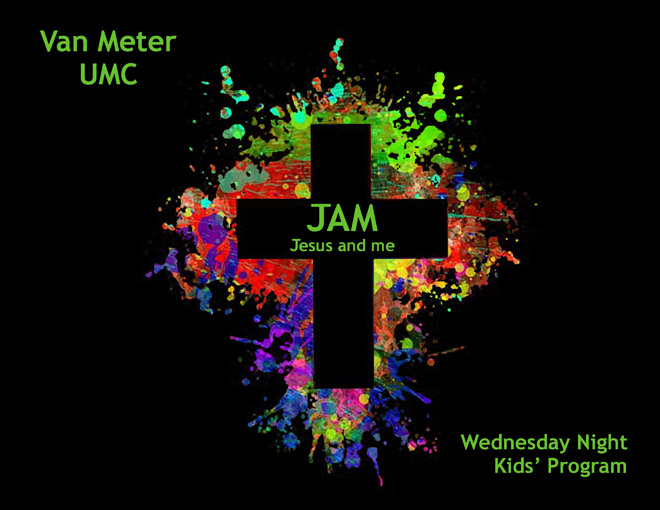 Van Meter
UMC
JAM
Jesus and me
Wednesday Night
Kids’ Program